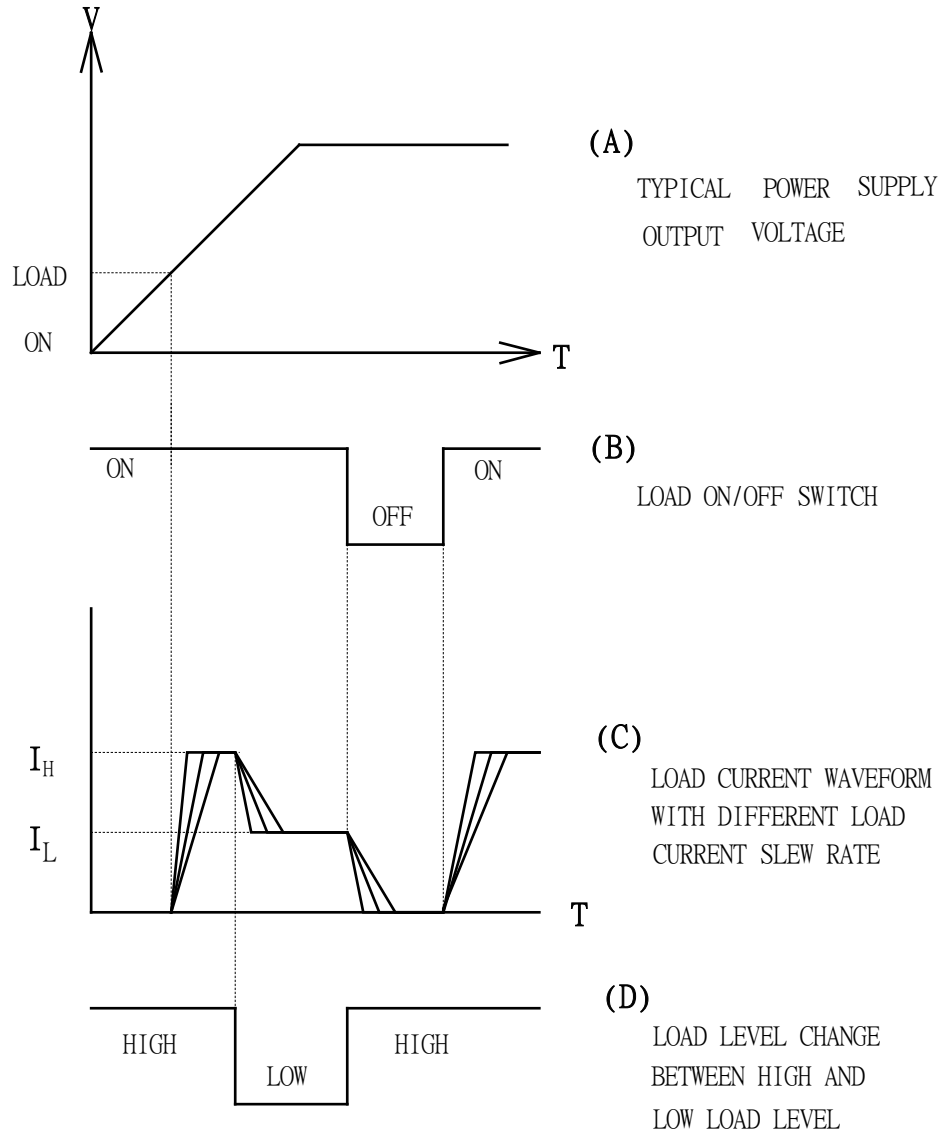 V
(A)
TYPICAL POWER SUPPLY
OUTPUT VOLTAGE
LOAD
ON
T
(B)
ON
ON
LOAD ON/OFF SWITCH
OFF
(C)
I_H
LOAD CURRENT WAVEFORM
WITH DIFFERENT LOAD
I_L
CURRENT SLEW RATE
T
(D)
HIGH
HIGH
LOAD LEVEL CHANGE
LOW
BETWEEN HIGH AND
LOW LOAD LEVEL